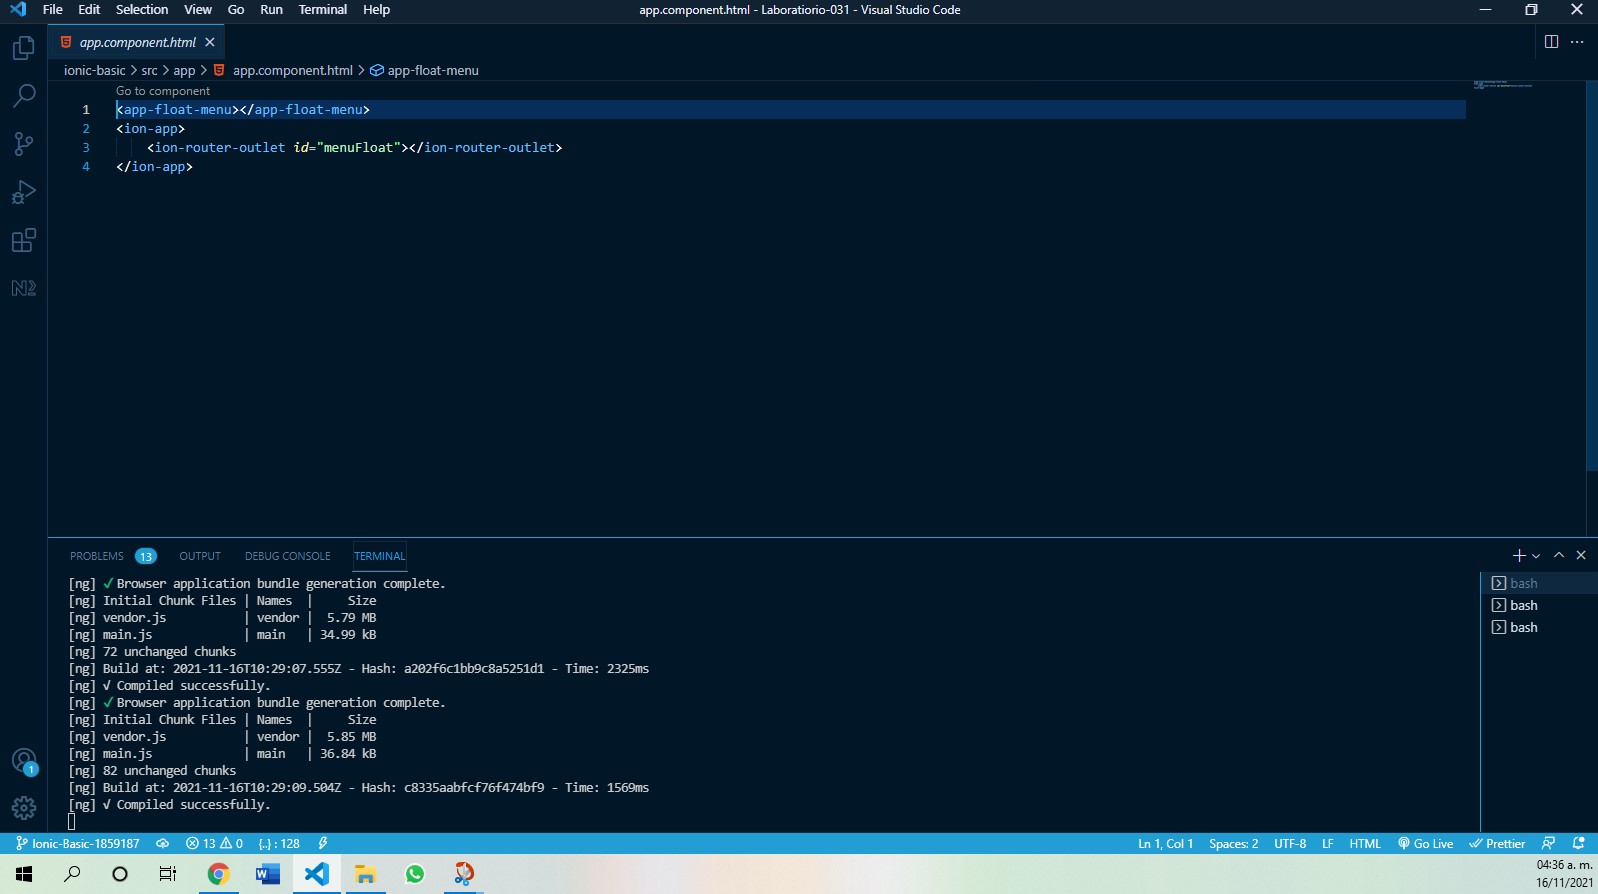 File Edit Selection View Go Run Terminal Help
app.component.html - Laboratiorio-031 - Visual Studio Code
app.component.html
ionic-basic > src > app > app.component.html > app-float-menu
Go to component
1 <app-float-menu></app-float-menu>
2 <ion-app>
3 <ion-router-outlet id="menuFloat"></ion-router-outlet>
4 </ion-app>
PROBLEMS 13 OUTPUT DEBUG CONSOLE TERMINAL
[ng] ✓ Browser application bundle generation complete.
[ng] Initial Chunk Files | Names | Size
[ng] vendor.js | vendor | 5.79 MB
[ng] main.js | main | 34.99 kB
[ng] 72 unchanged chunks
[ng] Build at: 2021-11-16T10:29:07.555Z - Hash: a202f6c1bb9c8a5251d1 - Time: 2325ms
[ng] √ Compiled successfully.
[ng] ✓ Browser application bundle generation complete.
[ng] Initial Chunk Files | Names | Size
[ng] vendor.js | vendor | 5.85 MB
[ng] main.js | main | 36.84 kB
[ng] 82 unchanged chunks
[ng] Build at: 2021-11-16T10:29:09.504Z - Hash: c8335aabfcf76f474bf9 - Time: 1569ms
[ng] √ Compiled successfully.
bash
bash
bash
1
Ionic-Basic-1859187 13 0 {..} : 128
Ln 1, Col 1 Spaces: 2 UTF-8 LF HTML Go Live Prettier
04:36 a. m.
16/11/2021